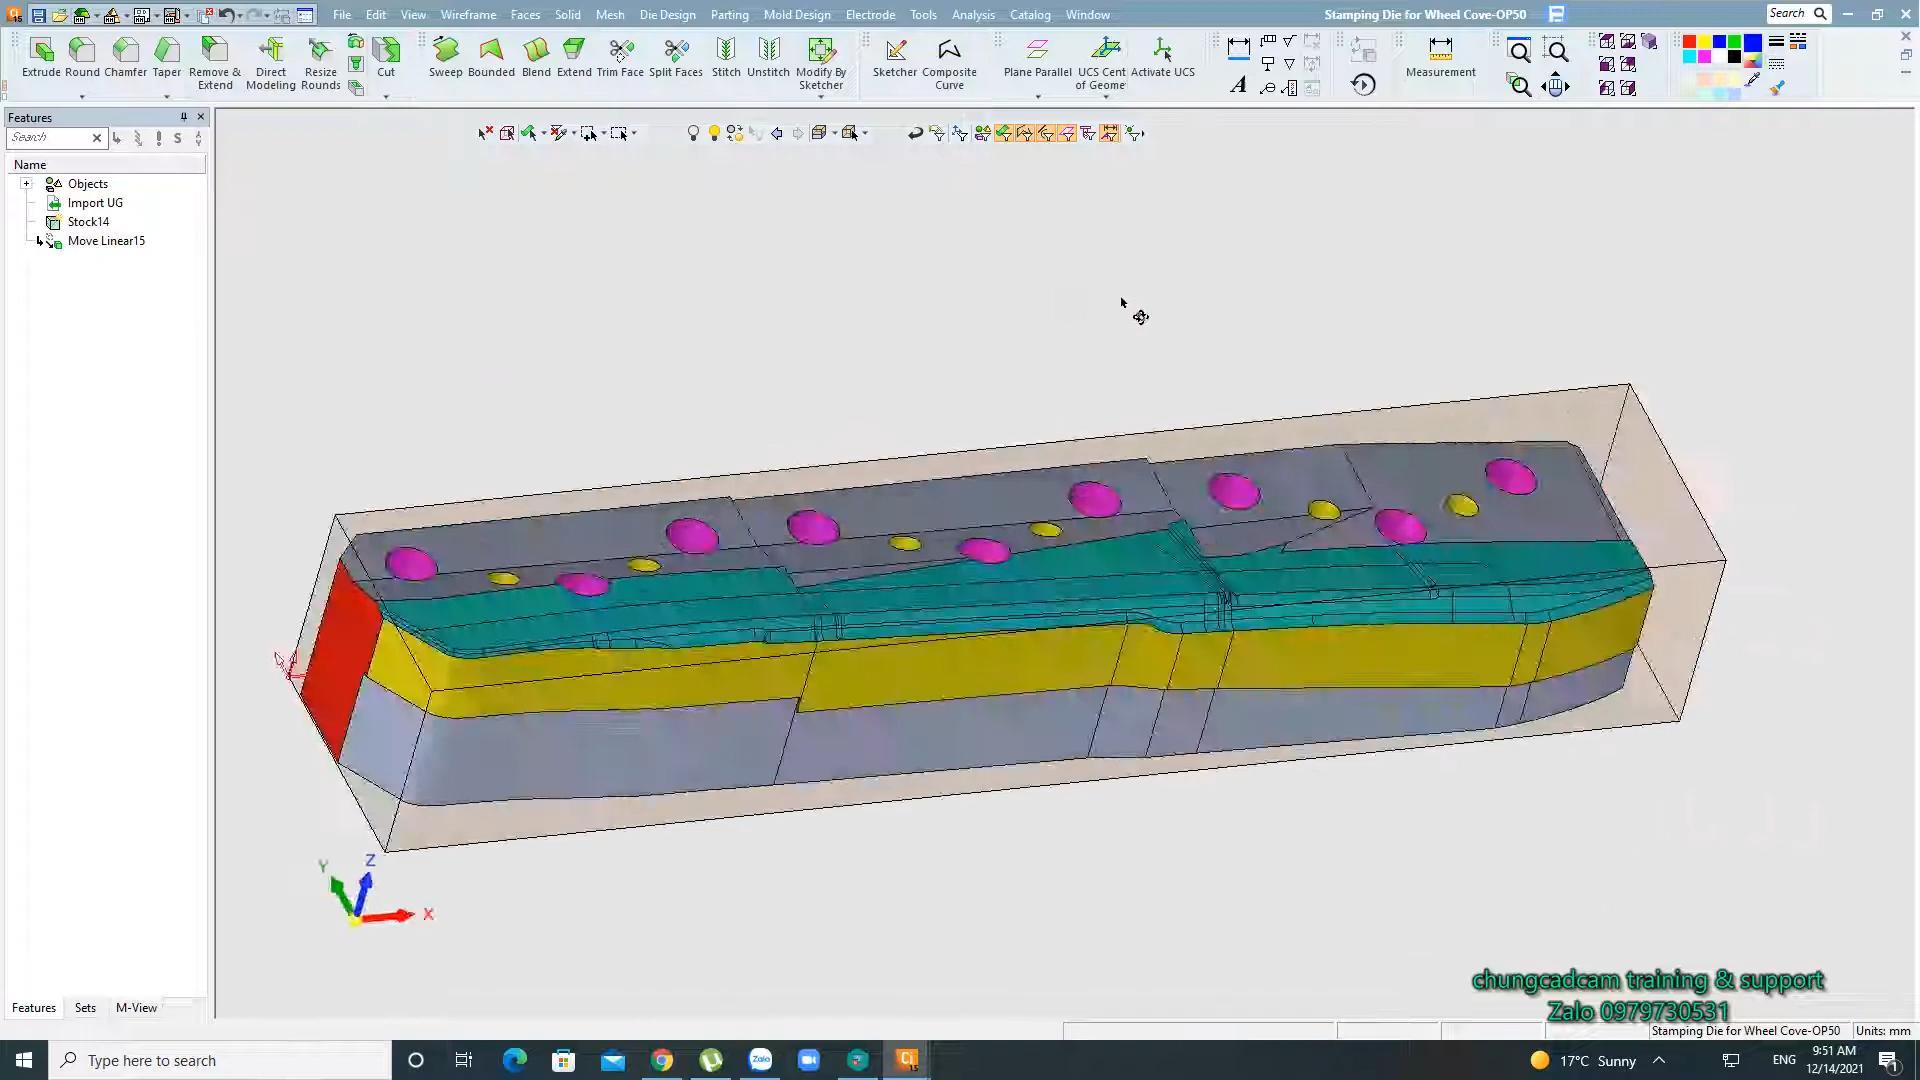 File Edit View Wireframe Faces Solid Mesh Die Design Parting Mold Design Electrode Tools Analysis Catalog Window
Stamping Die for Wheel Cove-OP50
Search
Extrude Round Chamfer Taper Remove & Extend Direct Modeling Resize Rounds Cut Sweep Bounded Blend Extend Trim Face Split Faces Stitch Unstitch Modify By Sketcher Sketcher Composite Curve Plane Parallel UCS Cent of Geome Activate UCS Measurement
Features
Search
Name
Objects
Import UG
Stock14
Move Linear15
Y
Z
X
Features Sets M-View
chungcadcam training & support
Zalo 0979730531
Stamping Die for Wheel Cove-OP50 Units: mm
Type here to search
Zalo
Ci
15
17°C Sunny
ENG
9:51 AM
12/14/2021
1